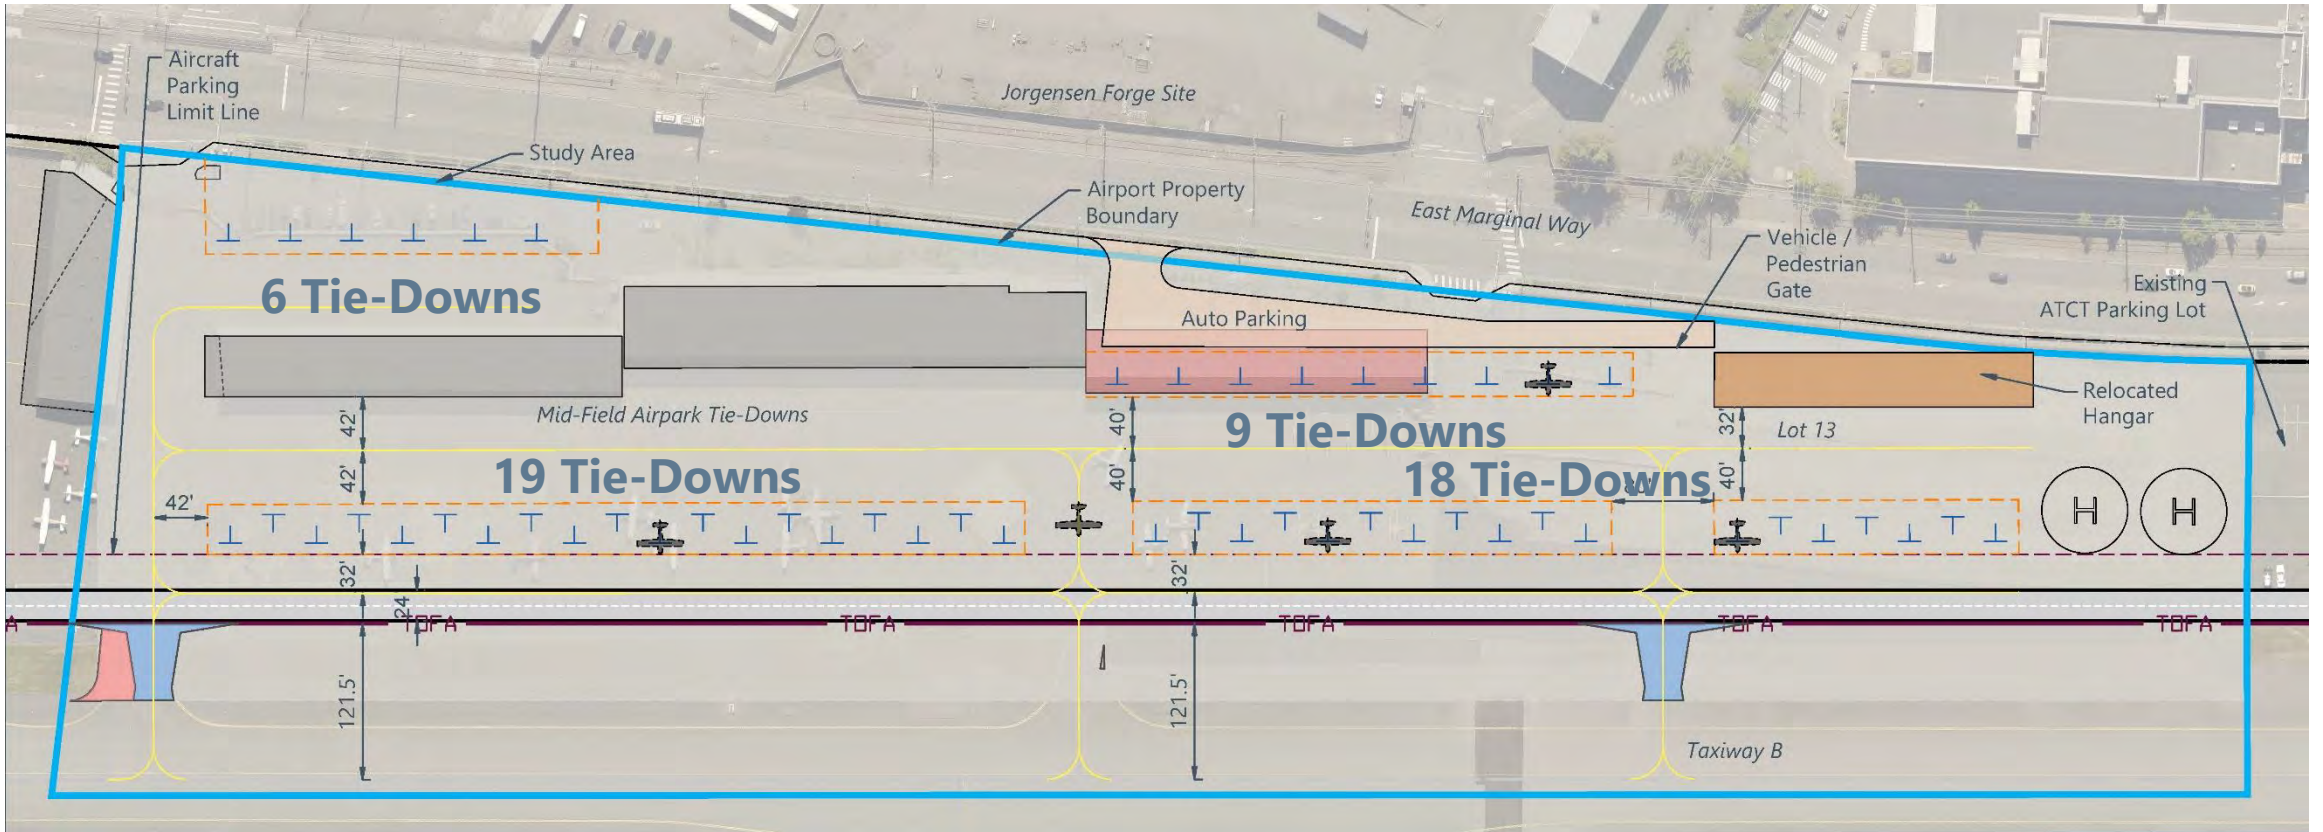 Aircraft
Parking
Limit Line
Study Area
Jorgensen Forge Site
Airport Property
Boundary
East Marginal Way
Vehicle /
Pedestrian
Gate
Existing
ATCT Parking Lot
6 Tie-Downs
Auto Parking
Relocated
Hangar
Mid-Field Airpark Tie-Downs
42'
40'
9 Tie-Downs
32'
Lot 13
19 Tie-Downs
42'
40'
18 Tie-Downs
40'
42'
H
H
32'
24
32'
A
TOFA
TOFA
TOFA
TOFA
TOFA
121.5'
121.5'
Taxiway B